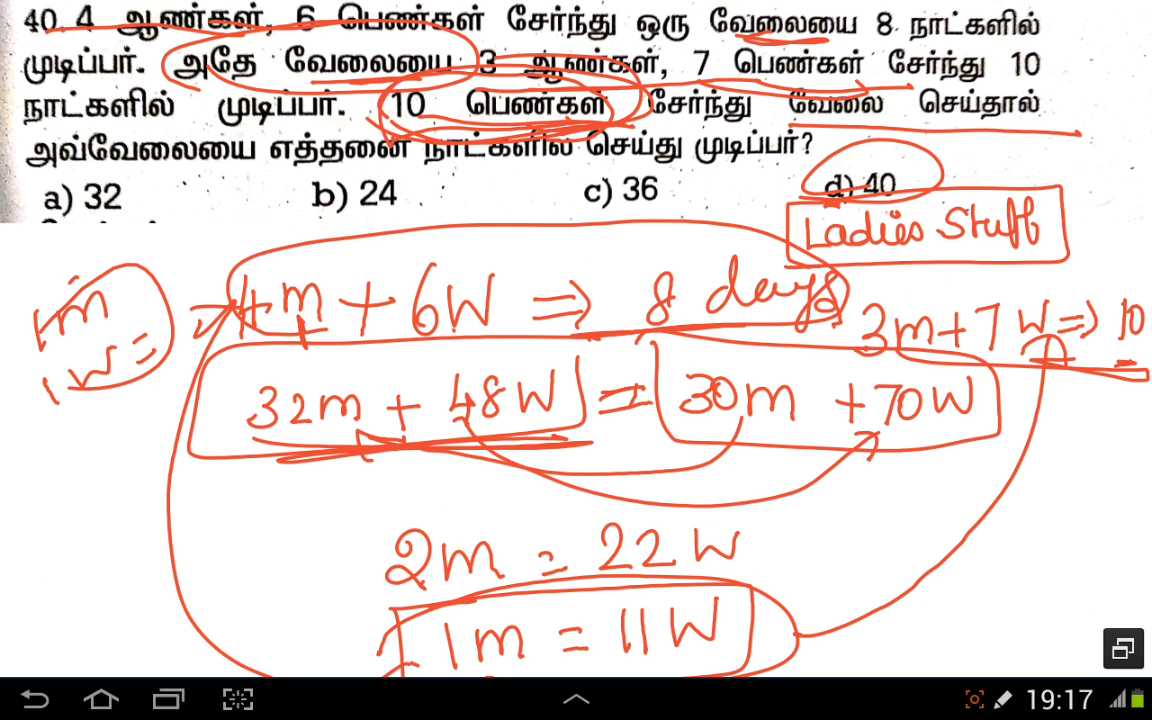 40. 4 ஆண்கள், 6 பெண்கள் சேர்ந்து ஒரு வேலையை 8 நாட்களில்
முடிப்பர். அதே வேலையை 3 ஆண்கள், 7 பெண்கள் சேர்ந்து 10
நாட்களில் முடிப்பர். 10 பெண்கள் சேர்ந்து வேலை செய்தால்
அவ்வேலையை எத்தனை நாட்களில் செய்து முடிப்பர்?
a) 32 b) 24 c) 36 d) 40
Ladies Stuff
m 4m + 6W => 8 days 3m+7W=>10
1W=
32m + 48W = 30m +70W
2m = 22W
1m = 11W
19:17